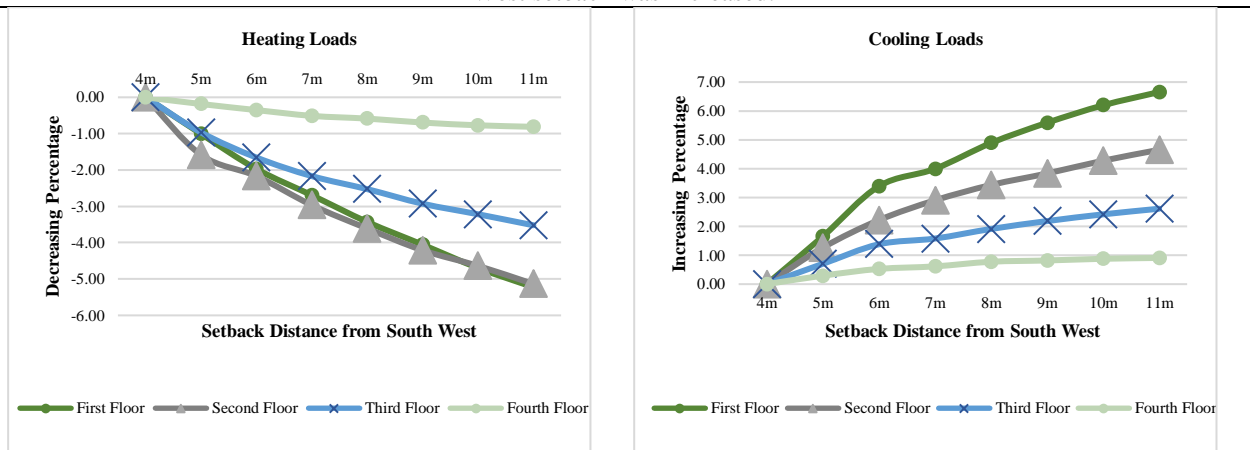 Heating Loads
4m 5m 6m 7m 8m 9m 10m 11m
0.00
-1.00
-2.00
-3.00
-4.00
-5.00
-6.00
Decreasing Percentage
Setback Distance from South West
First Floor Second Floor Third Floor Fourth Floor
Cooling Loads
7.00
6.00
5.00
4.00
3.00
2.00
1.00
0.00
Increasing Percentage
4m 5m 6m 7m 8m 9m 10m 11m
Setback Distance from South West
First Floor Second Floor Third Floor Fourth Floor